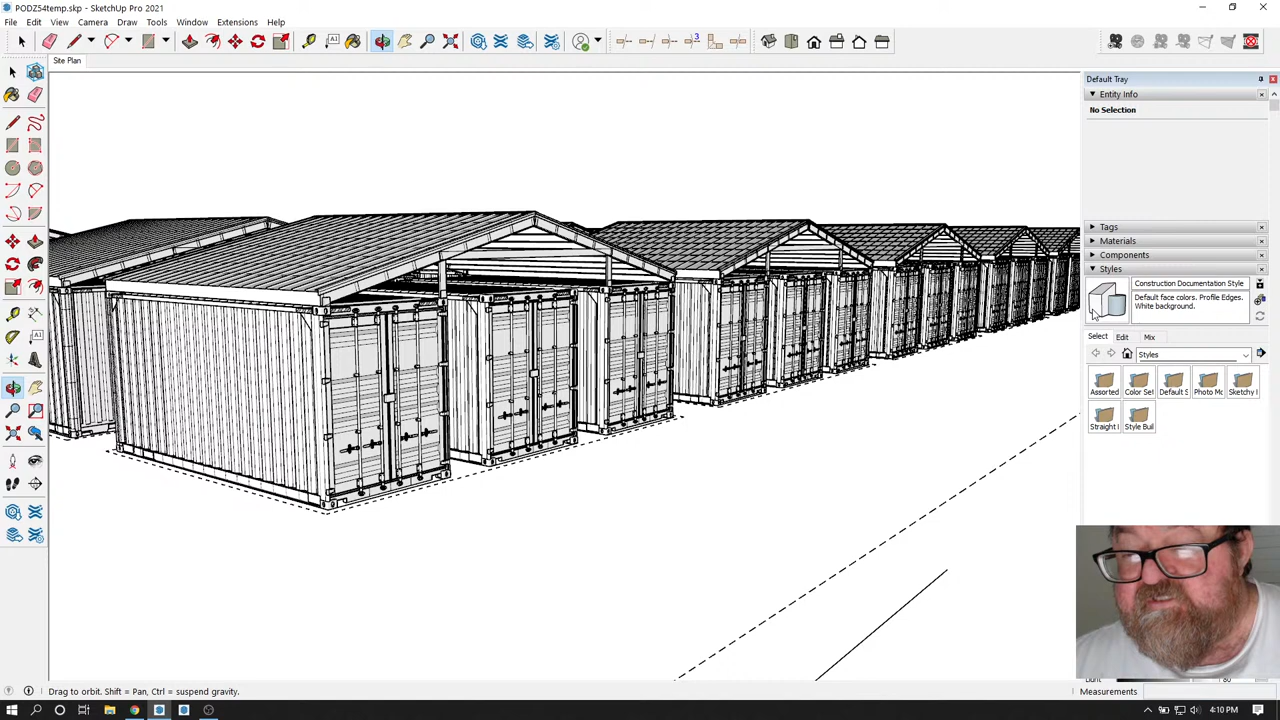 PODZ54temp.skp - SketchUp Pro 2021
File Edit View Camera Draw Tools Window Extensions Help
Site Plan
Default Tray
Entity Info
No Selection
Tags
Materials
Components
Styles
Construction Documentation Style
Default face colors. Profile Edges.
White background.
Select Edit Mix
Styles
Assorted Color Se Default S Photo Mo Sketchy
Straight Style Buil
80
Drag to orbit. Shift = Pan, Ctrl = suspend gravity.
Measurements
4:10 PM